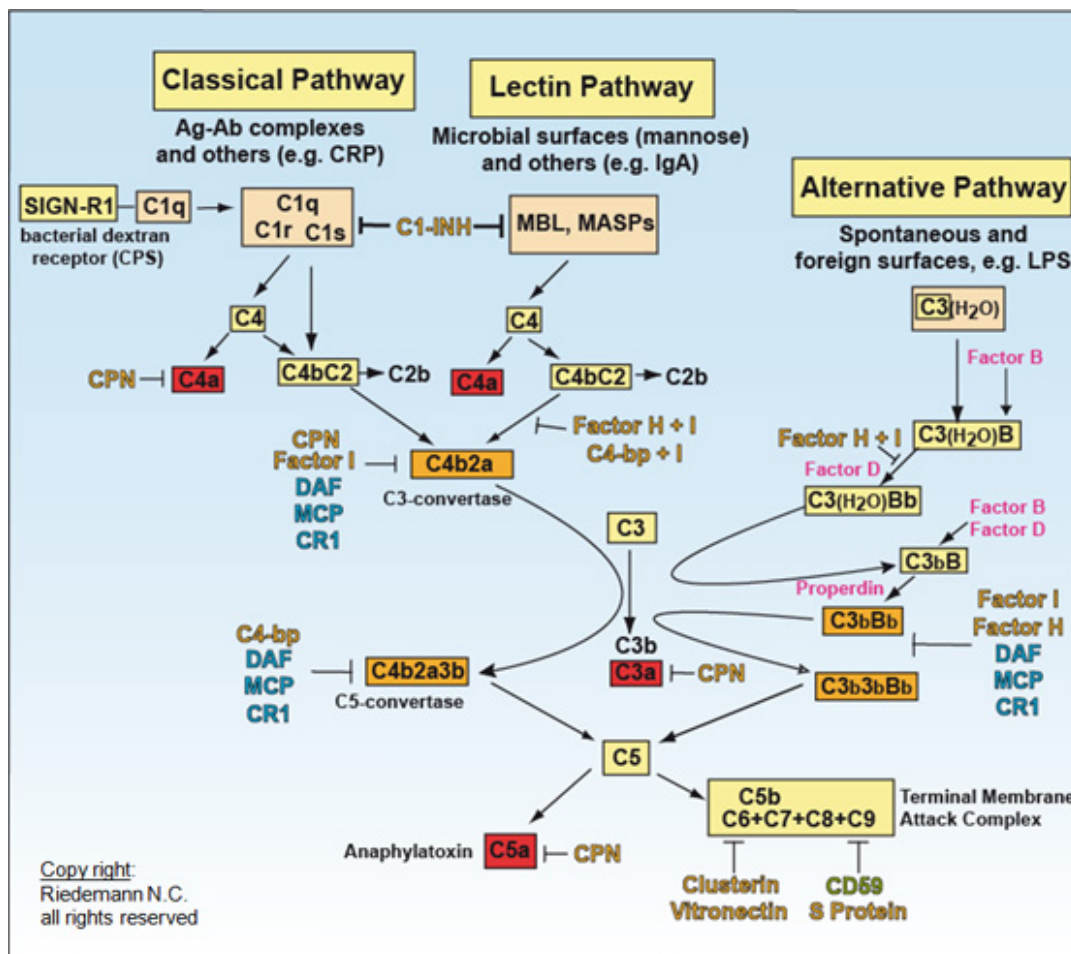 Classical Pathway
Ag-Ab complexes
and others (e.g. CRP)
Lectin Pathway
Microbial surfaces (mannose)
and others (e.g. IgA)
Alternative Pathway
Spontaneous and
foreign surfaces, e.g. LPS
SIGN-R1
C1q
bacterial dextran
receptor (CPS)
C1q
C1r C1s
C1-INH
MBL, MASPs
C3(H2O)
Factor B
C4
CPN
C4a
C4bC2
C2b
C4
C4a
C4bC2
C2b
Factor H + I
C4-bp + I
CPN
Factor I
DAF
MCP
CR1
C4b2a
C3-convertase
C3(H2O)B
Factor H + I
Factor D
C3(H2O)Bb
Factor B
Factor D
C3bB
Properdin
C3bBb
Factor I
Factor H
DAF
MCP
CR1
C3
C3b
C3a
CPN
C3b3bBb
C4-bp
DAF
MCP
CR1
C4b2a3b
C5-convertase
C5
C5b
C6+C7+C8+C9
Terminal Membrane
Attack Complex
Anaphylatoxin
C5a
CPN
Clusterin
Vitronectin
CD59
S Protein
Copy right:
Riedemann N.C.
all rights reserved